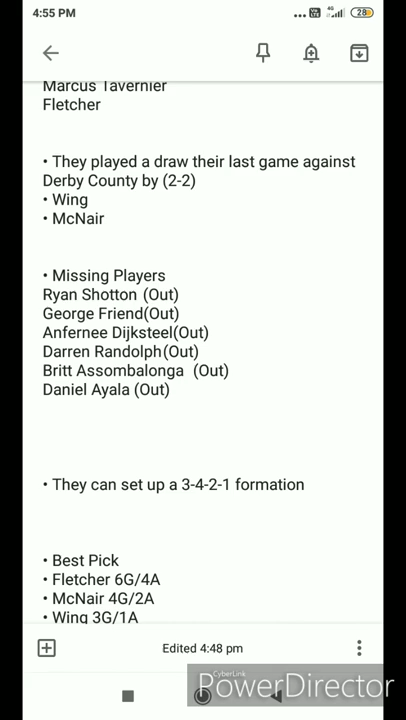 4:55 PM
4G
28
Marcus Tavernier
Fletcher
• They played a draw their last game against
Derby County by (2-2)
• Wing
• McNair
• Missing Players
Ryan Shotton (Out)
George Friend(Out)
Anfernee Dijksteel(Out)
Darren Randolph(Out)
Britt Assombalonga (Out)
Daniel Ayala (Out)
• They can set up a 3-4-2-1 formation
• Best Pick
• Fletcher 6G/4A
• McNair 4G/2A
• Wing 3G/1A
Edited 4:48 pm
CyberLink
PowerDirector